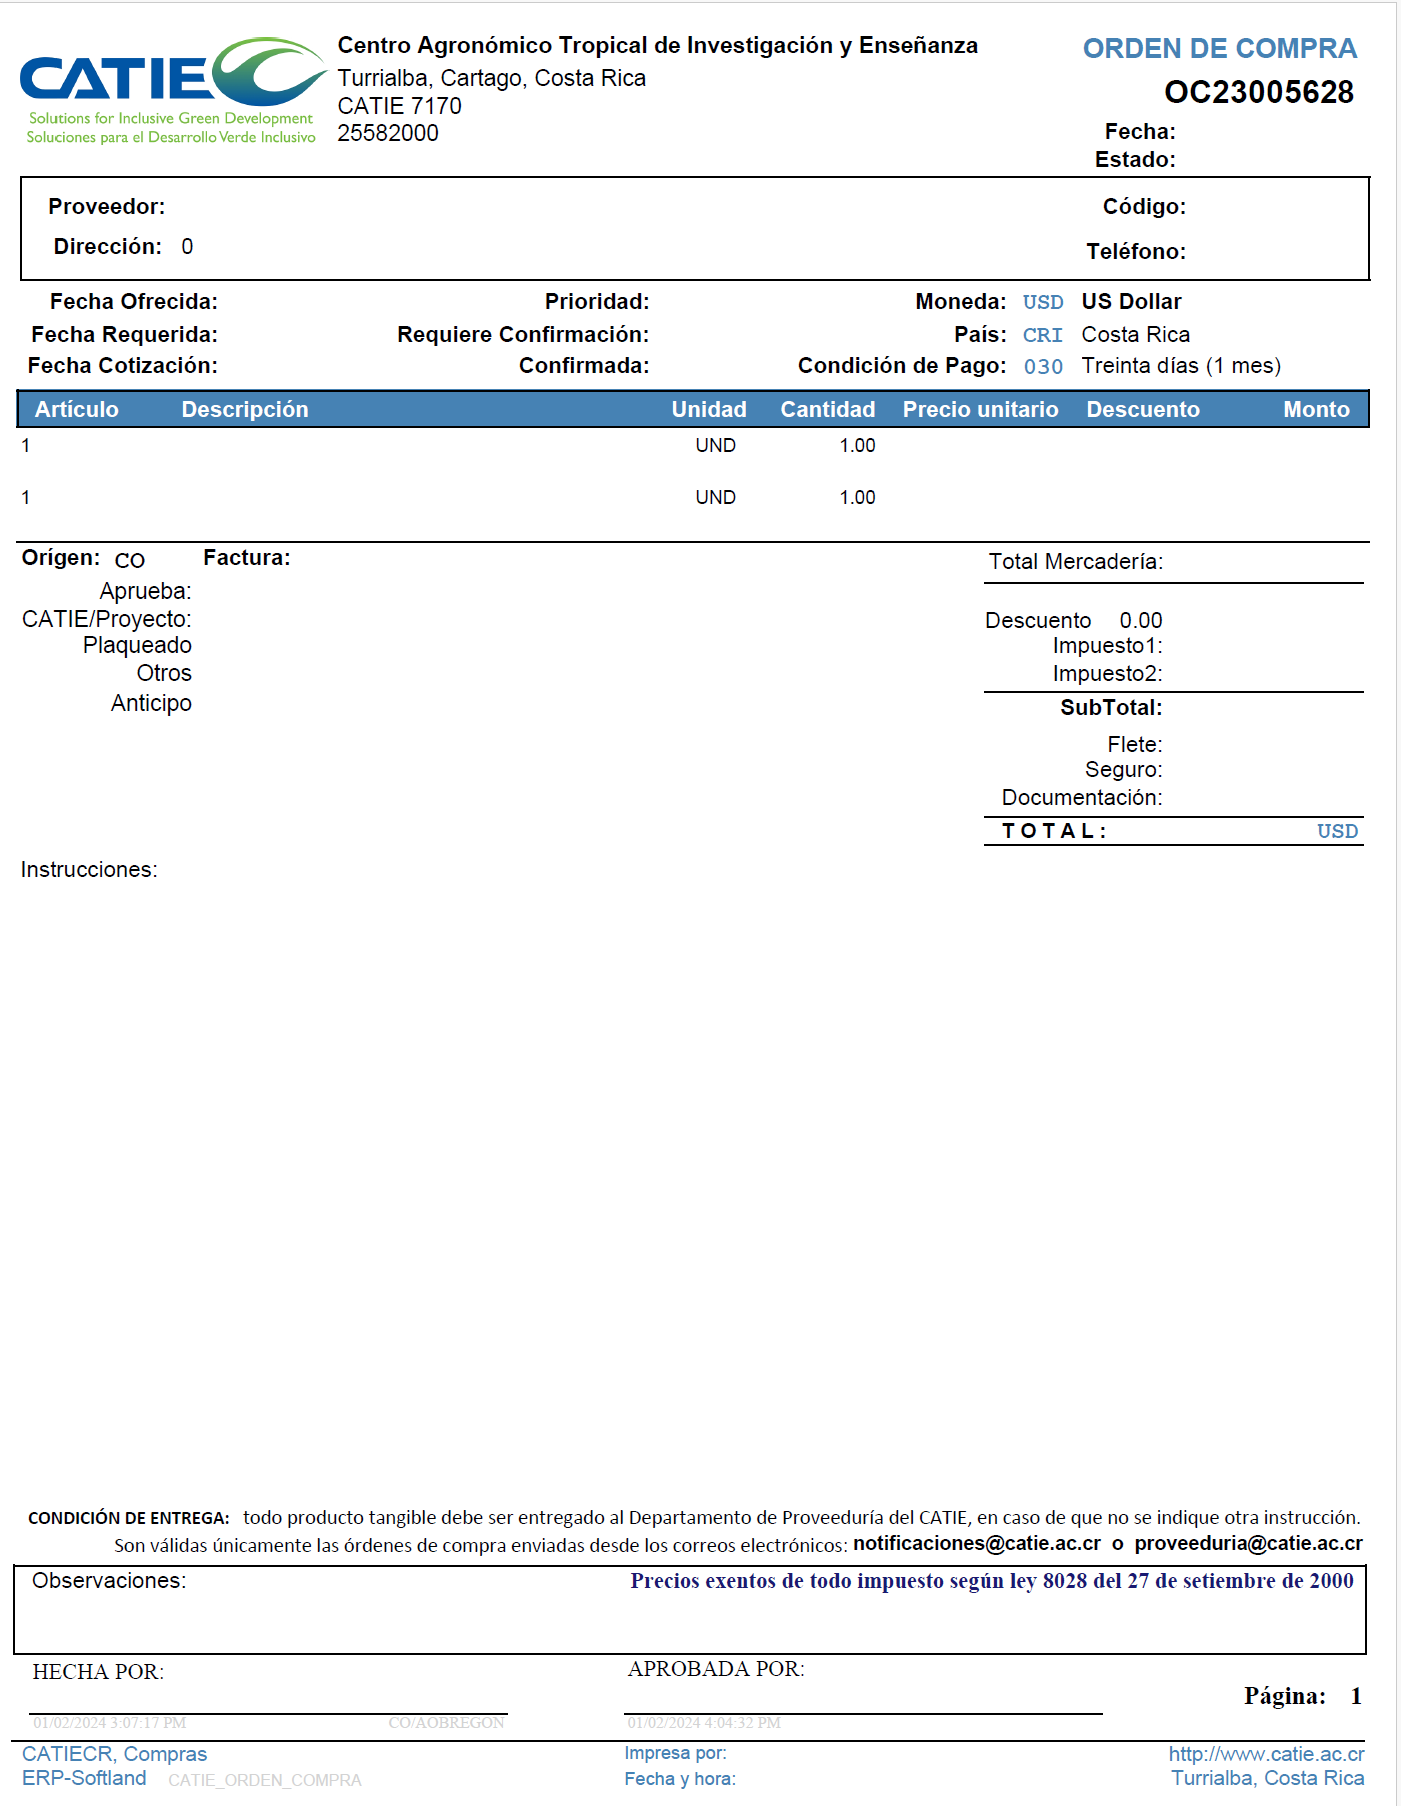 CATIE
Solutions for Inclusive Green Development
Soluciones para el Desarrollo Verde Inclusivo
Centro Agronómico Tropical de Investigación y Enseñanza
Turrialba, Cartago, Costa Rica
CATIE 7170
25582000
ORDEN DE COMPRA
OC23005628
Fecha:
Estado:
Proveedor: Código:
Dirección: 0 Teléfono:
Fecha Ofrecida: Prioridad: Moneda: USD US Dollar
Fecha Requerida: Requiere Confirmación: País: CRI Costa Rica
Fecha Cotización: Confirmada: Condición de Pago: 030 Treinta días (1 mes)
Artículo Descripción Unidad Cantidad Precio unitario Descuento Monto
1 UND 1.00
1 UND 1.00
Orígen: CO Factura:
Aprueba:
CATIE/Proyecto:
Plaqueado
Otros
Anticipo
Total Mercadería:
Descuento 0.00
Impuesto1:
Impuesto2:
SubTotal:
Flete:
Seguro:
Documentación:
TOTAL: USD
Instrucciones:
CONDICIÓN DE ENTREGA: todo producto tangible debe ser entregado al Departamento de Proveeduría del CATIE, en caso de que no se indique otra instrucción.
Son válidas únicamente las órdenes de compra enviadas desde los correos electrónicos: notificaciones@catie.ac.cr o proveeduria@catie.ac.cr
Observaciones: Precios exentos de todo impuesto según ley 8028 del 27 de setiembre de 2000
HECHA POR: APROBADA POR:
Página: 1
01/02/2024 3:07:17 PM CO/AOBREGON 01/02/2024 4:04:32 PM
CATIECR, Compras Impresa por: http://www.catie.ac.cr
ERP-Softland CATIE_ORDEN_COMPRA Fecha y hora: Turrialba, Costa Rica